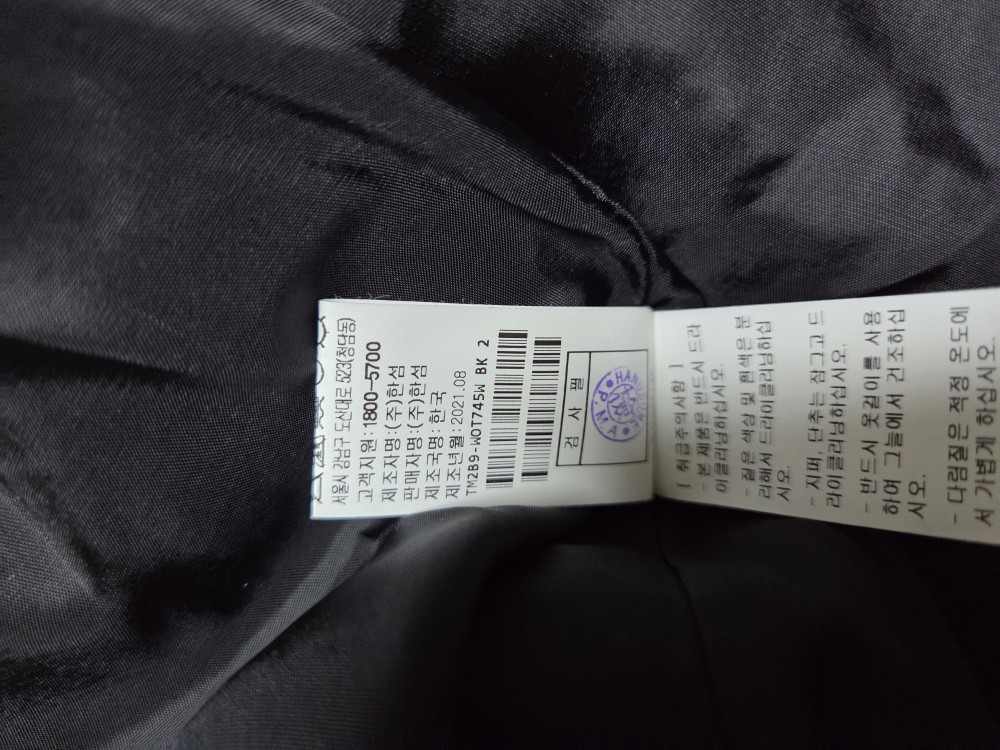 서울시 강남구 도산대로 523(청담동)
고객지원:1800-5700
제조자명:(주)한섬
판매자명:(주)한섬
제조국명:한국
제조년월:2021.08
TM2B9-WOT745W BK 2
검 사 필
HAND
P.M.A
[ 취급주의사항 ]
- 본 제품은 반드시 드라
이클리닝하십시오.
- 짙은 색상 및 흰색은 분
리해서 드라이클리닝하십
시오.
- 지퍼, 단추는 잠그고 드
라이클리닝하십시오.
- 반드시 옷걸이를 사용
하여 그늘에서 건조하십
시오.
- 다림질은 적정 온도에
서 가볍게 하십시오.